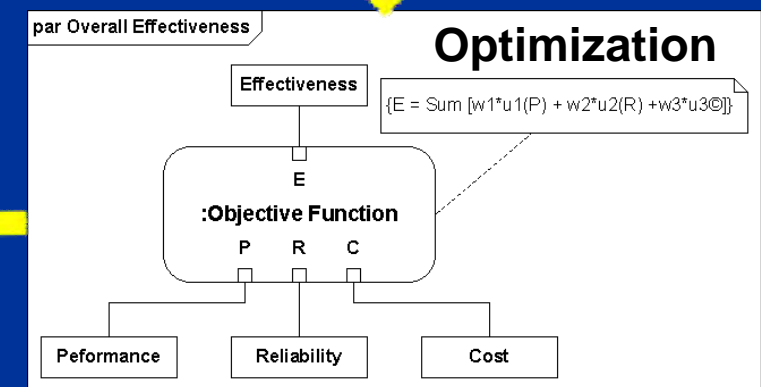 par Overall Effectiveness
Optimization
Effectiveness
{E = Sum [w1*u1(P) + w2*u2(R) +w3*u3©]}
E
:Objective Function
P R C
Peformance Reliability Cost